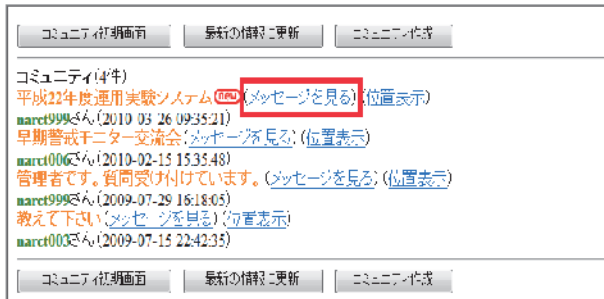 コミュニティ初期画面 最新の情報に更新 コミュニティ作成
コミュニティ(4件)
平成22年度運用実験システム new (メッセージを見る) (位置表示)
naret999さん(2010-03-26 09:35:21)
早期警戒モニター交流会 (メッセージを見る) (位置表示)
naret006さん(2010-02-15 15:35:48)
管理者です。質問受け付けています。 (メッセージを見る) (位置表示)
naret999さん(2009-07-29 16:18:05)
教えて下さい (メッセージを見る) (位置表示)
naret003さん(2009-07-15 22:42:35)
コミュニティ初期画面 最新の情報に更新 コミュニティ作成